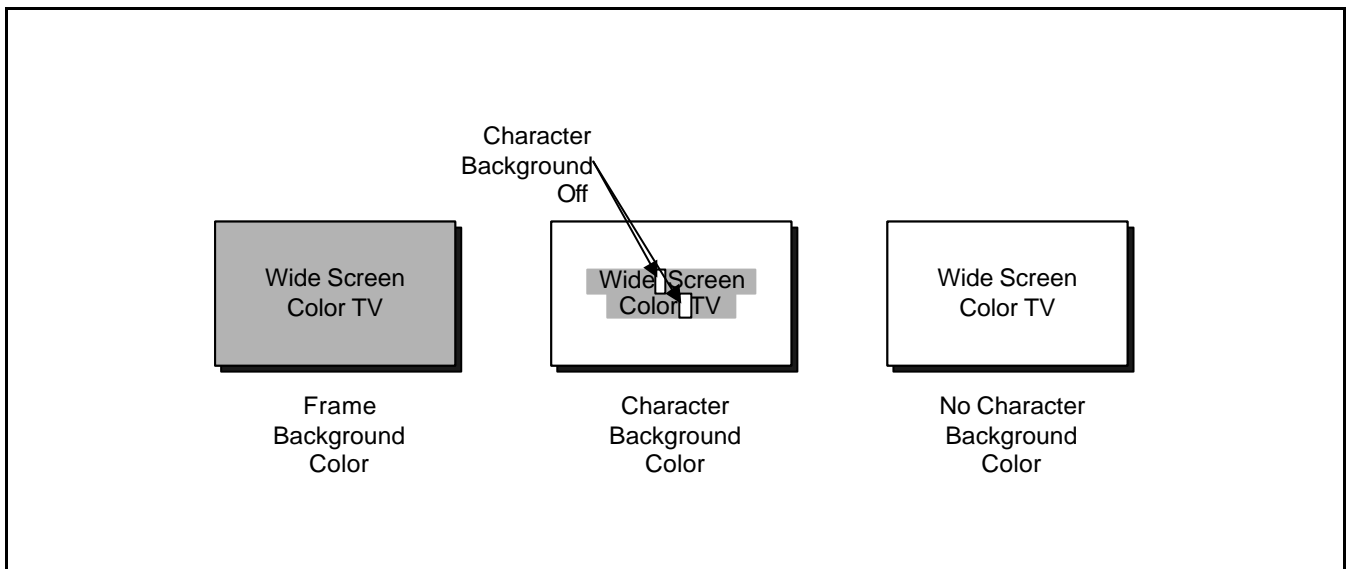 Character
Background
Off
Wide Screen
Color TV
Wide Screen
Color TV
Wide Screen
Color TV
Frame
Background
Color
Character
Background
Color
No Character
Background
Color